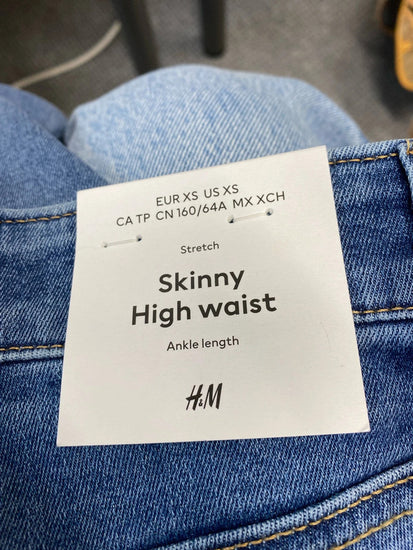 EUR XS US XS
CA TP CN 160/64A MX XCH
Stretch
Skinny
High waist
Ankle length
H&M